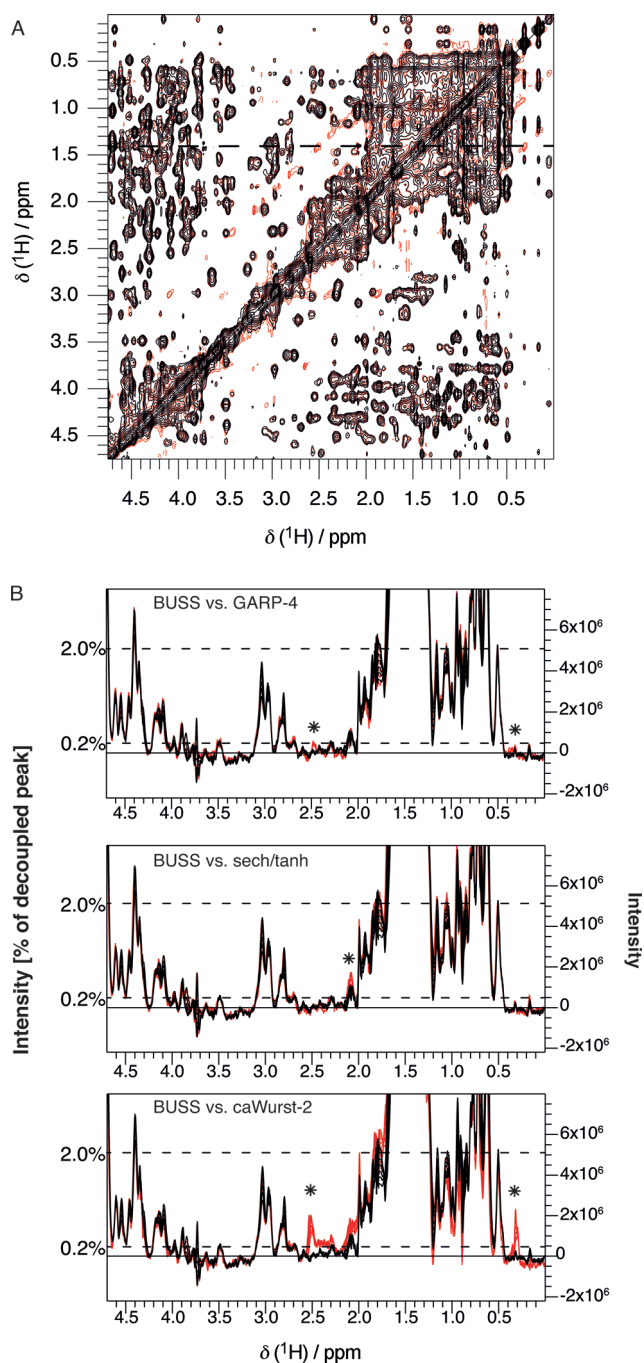 A
δ (¹H) / ppm
0.5
1.0
1.5
2.0
2.5
3.0
3.5
4.0
4.5
4.5 4.0 3.5 3.0 2.5 2.0 1.5 1.0 0.5
δ (¹H) / ppm
B
Intensity [% of decoupled peak]
BUSS vs. GARP-4
2.0%
0.2%
*
*
6x10⁶
4x10⁶
2x10⁶
0
-2x10⁶
4.5 4.0 3.5 3.0 2.5 2.0 1.5 1.0 0.5
BUSS vs. sech/tanh
2.0%
0.2%
*
6x10⁶
4x10⁶
2x10⁶
0
-2x10⁶
Intensity
4.5 4.0 3.5 3.0 2.5 2.0 1.5 1.0 0.5
BUSS vs. caWurst-2
2.0%
0.2%
*
*
6x10⁶
4x10⁶
2x10⁶
0
-2x10⁶
4.5 4.0 3.5 3.0 2.5 2.0 1.5 1.0 0.5
δ (¹H) / ppm